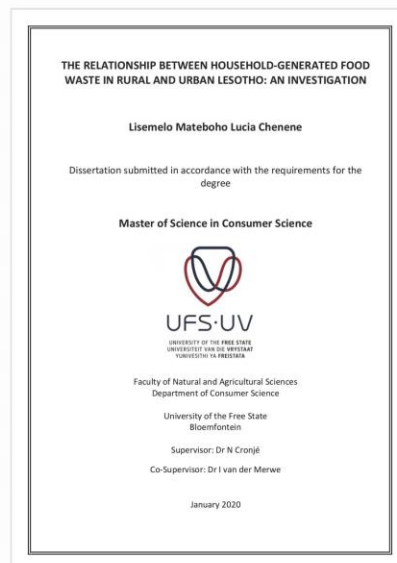 THE RELATIONSHIP BETWEEN HOUSEHOLD-GENERATED FOOD
WASTE IN RURAL AND URBAN LESOTHO: AN INVESTIGATION
Lisemelo Mateboho Lucia Chenene
Dissertation submitted in accordance with the requirements for the
degree
Master of Science in Consumer Science
UFS·UV
UNIVERSITY OF THE FREE STATE
UNIVERSITEIT VAN DIE VRYSTAAT
YUNIVESITHI YA FREISTATA
Faculty of Natural and Agricultural Sciences
Department of Consumer Science
University of the Free State
Bloemfontein
Supervisor: Dr N Cronjé
Co-Supervisor: Dr I van der Merwe
January 2020